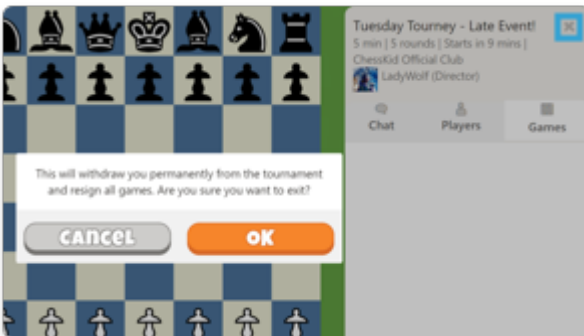 Tuesday Tourney - Late Event!
5 min | 5 rounds | Starts in 9 mins |
ChessKid Official Club
LadyWolf (Director)
Chat Players Games
This will withdraw you permanently from the tournament
and resign all games. Are you sure you want to exit?
CANCEL OK